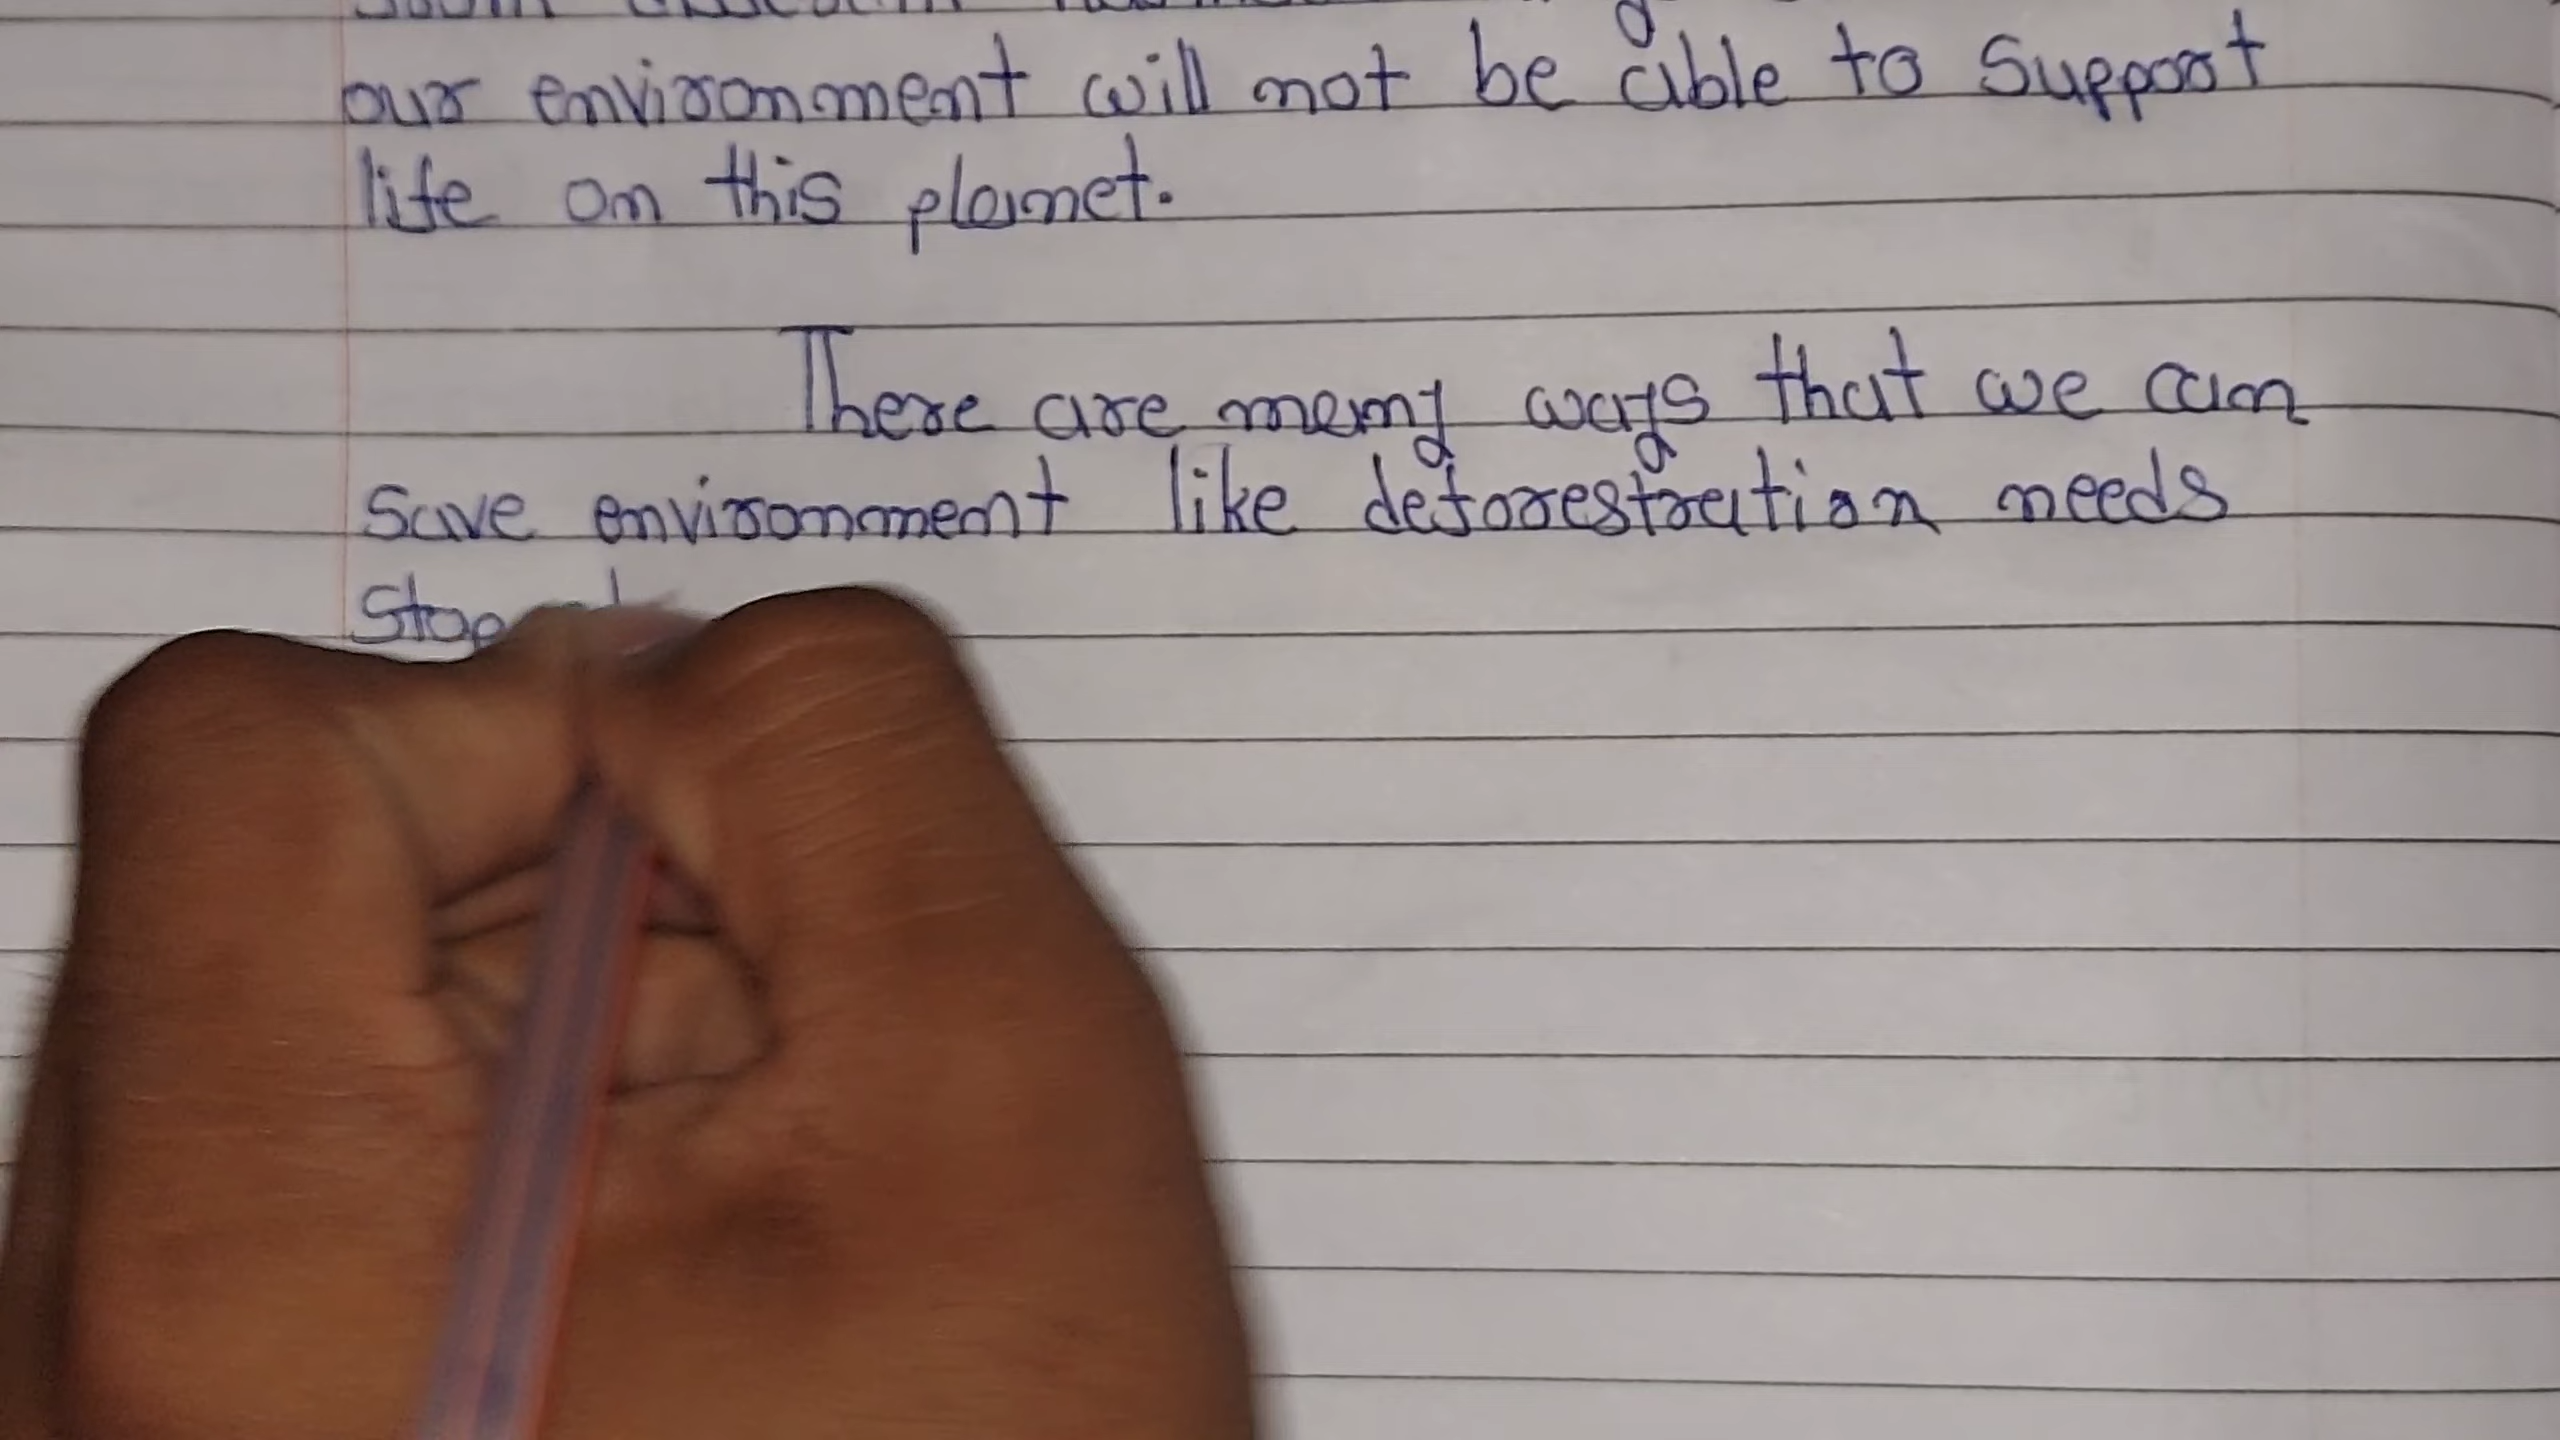 our environment will not be able to support
life on this planet.
There are many ways that we can
save environment like deforestration needs